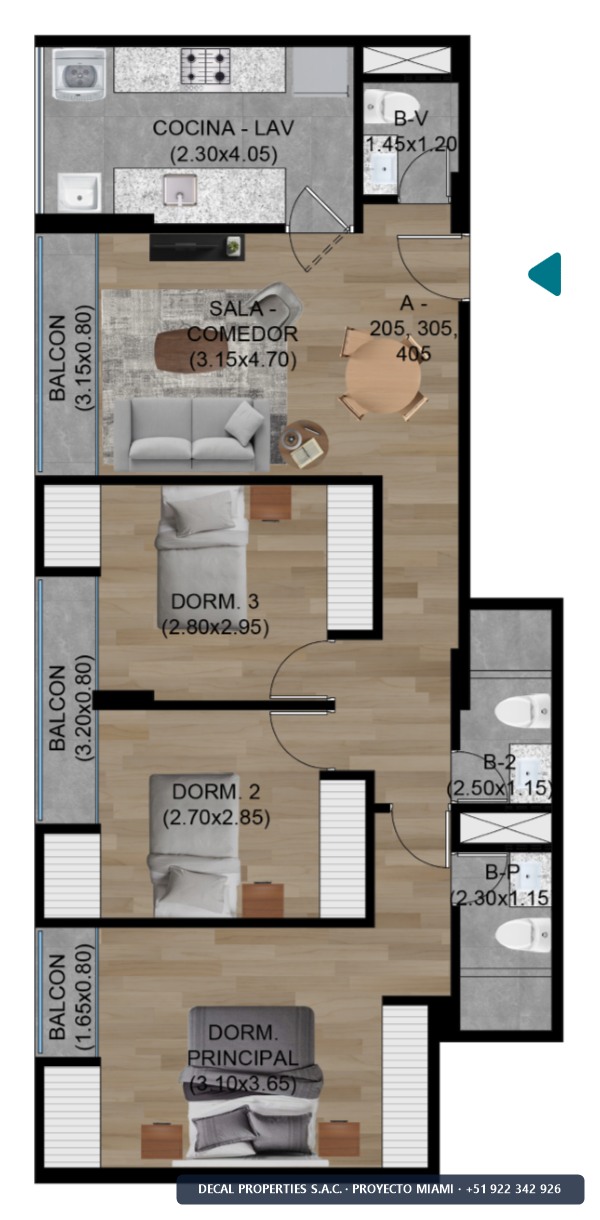 COCINA - LAV
(2.30x4.05)
B-V
1.45x1.20
SALA -
COMEDOR
(3.15x4.70)
A -
205, 305,
405
BALCON
(3.15x0.80)
DORM. 3
(2.80x2.95)
BALCON
(3.20x0.80)
DORM. 2
(2.70x2.85)
B-2
(2.50x1.15)
B-P
(2.30x1.15
BALCON
(1.65x0.80)
DORM.
PRINCIPAL
(3.10x3.65)
DECAL PROPERTIES S.A.C. · PROYECTO MIAMI · +51 922 342 926